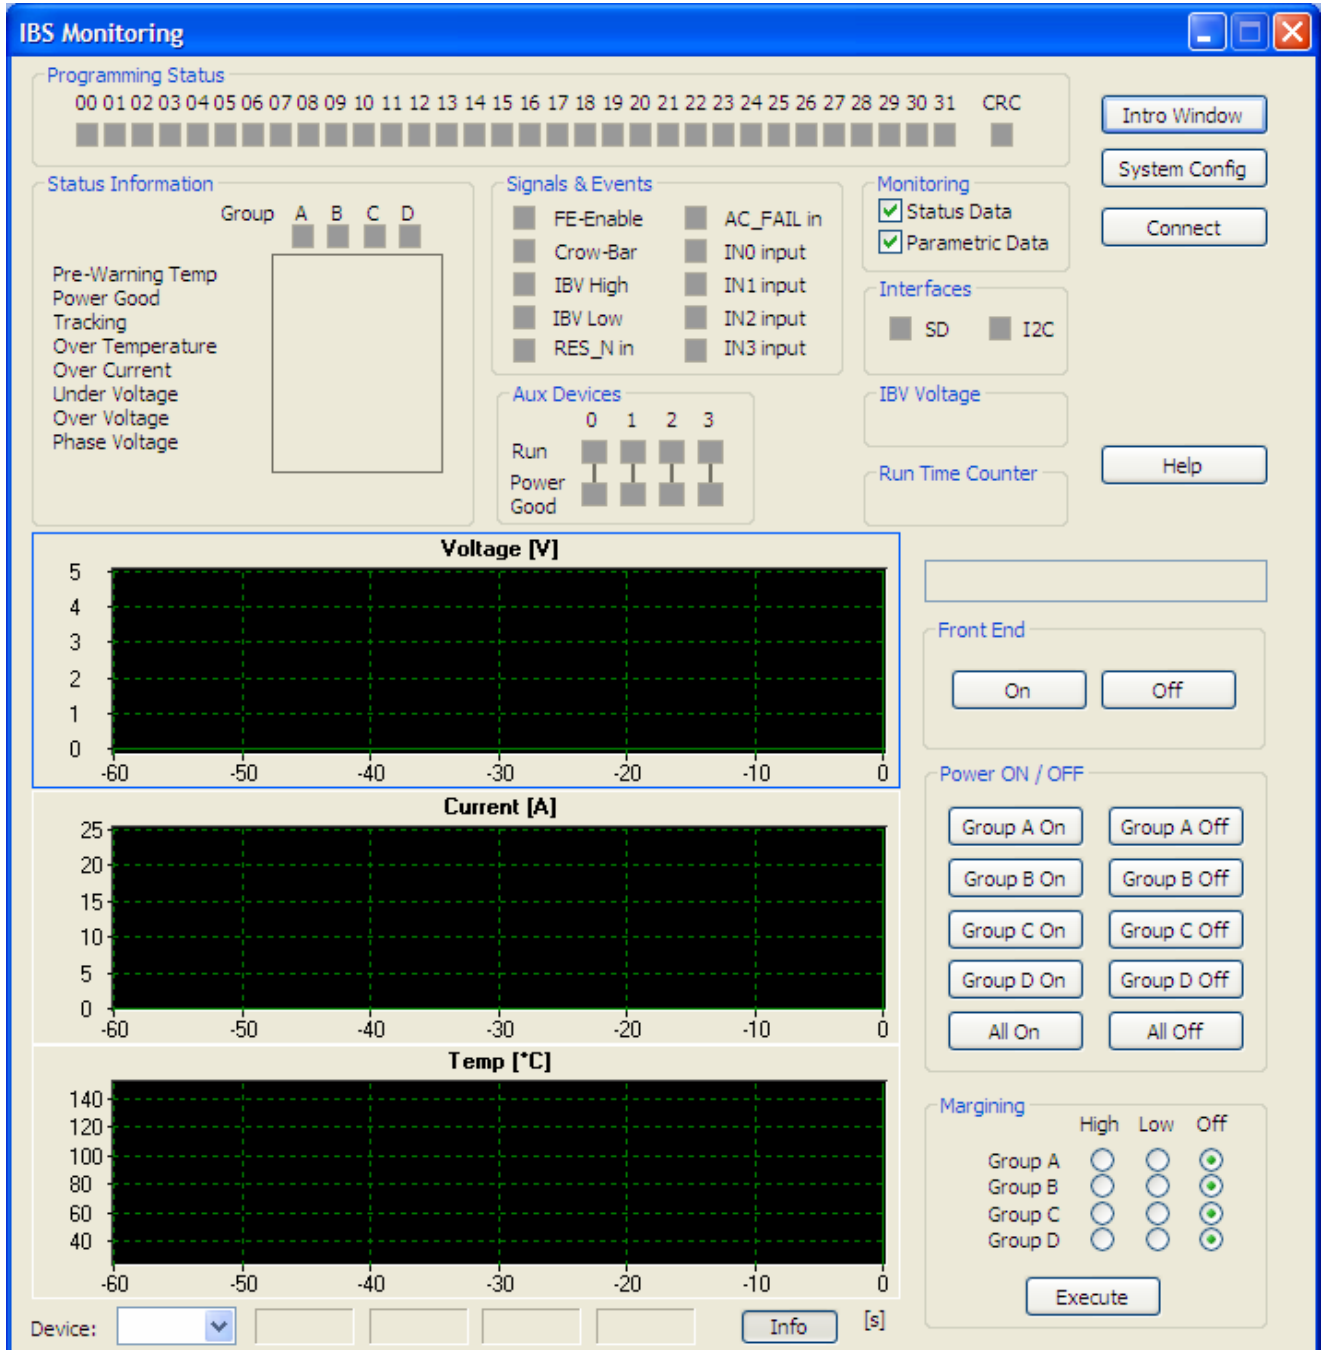 IBS Monitoring
Programming Status
00 01 02 03 04 05 06 07 08 09 10 11 12 13 14 15 16 17 18 19 20 21 22 23 24 25 26 27 28 29 30 31 CRC
Intro Window
System Config
Connect
Help
Status Information
Group A B C D
Pre-Warning Temp
Power Good
Tracking
Over Temperature
Over Current
Under Voltage
Over Voltage
Phase Voltage
Signals & Events
FE-Enable AC_FAIL in
Crow-Bar IN0 input
IBV High IN1 input
IBV Low IN2 input
RES_N in IN3 input
Aux Devices
0 1 2 3
Run
Power
Good
Monitoring
Status Data
Parametric Data
Interfaces
SD I2C
IBV Voltage
Run Time Counter
Voltage [V]
5
4
3
2
1
0
-60 -50 -40 -30 -20 -10 0
Current [A]
25
20
15
10
5
0
-60 -50 -40 -30 -20 -10 0
Temp [°C]
140
120
100
80
60
40
-60 -50 -40 -30 -20 -10 0
Device: Info [s]
Front End
On Off
Power ON / OFF
Group A On Group A Off
Group B On Group B Off
Group C On Group C Off
Group D On Group D Off
All On All Off
Margining
High Low Off
Group A
Group B
Group C
Group D
Execute